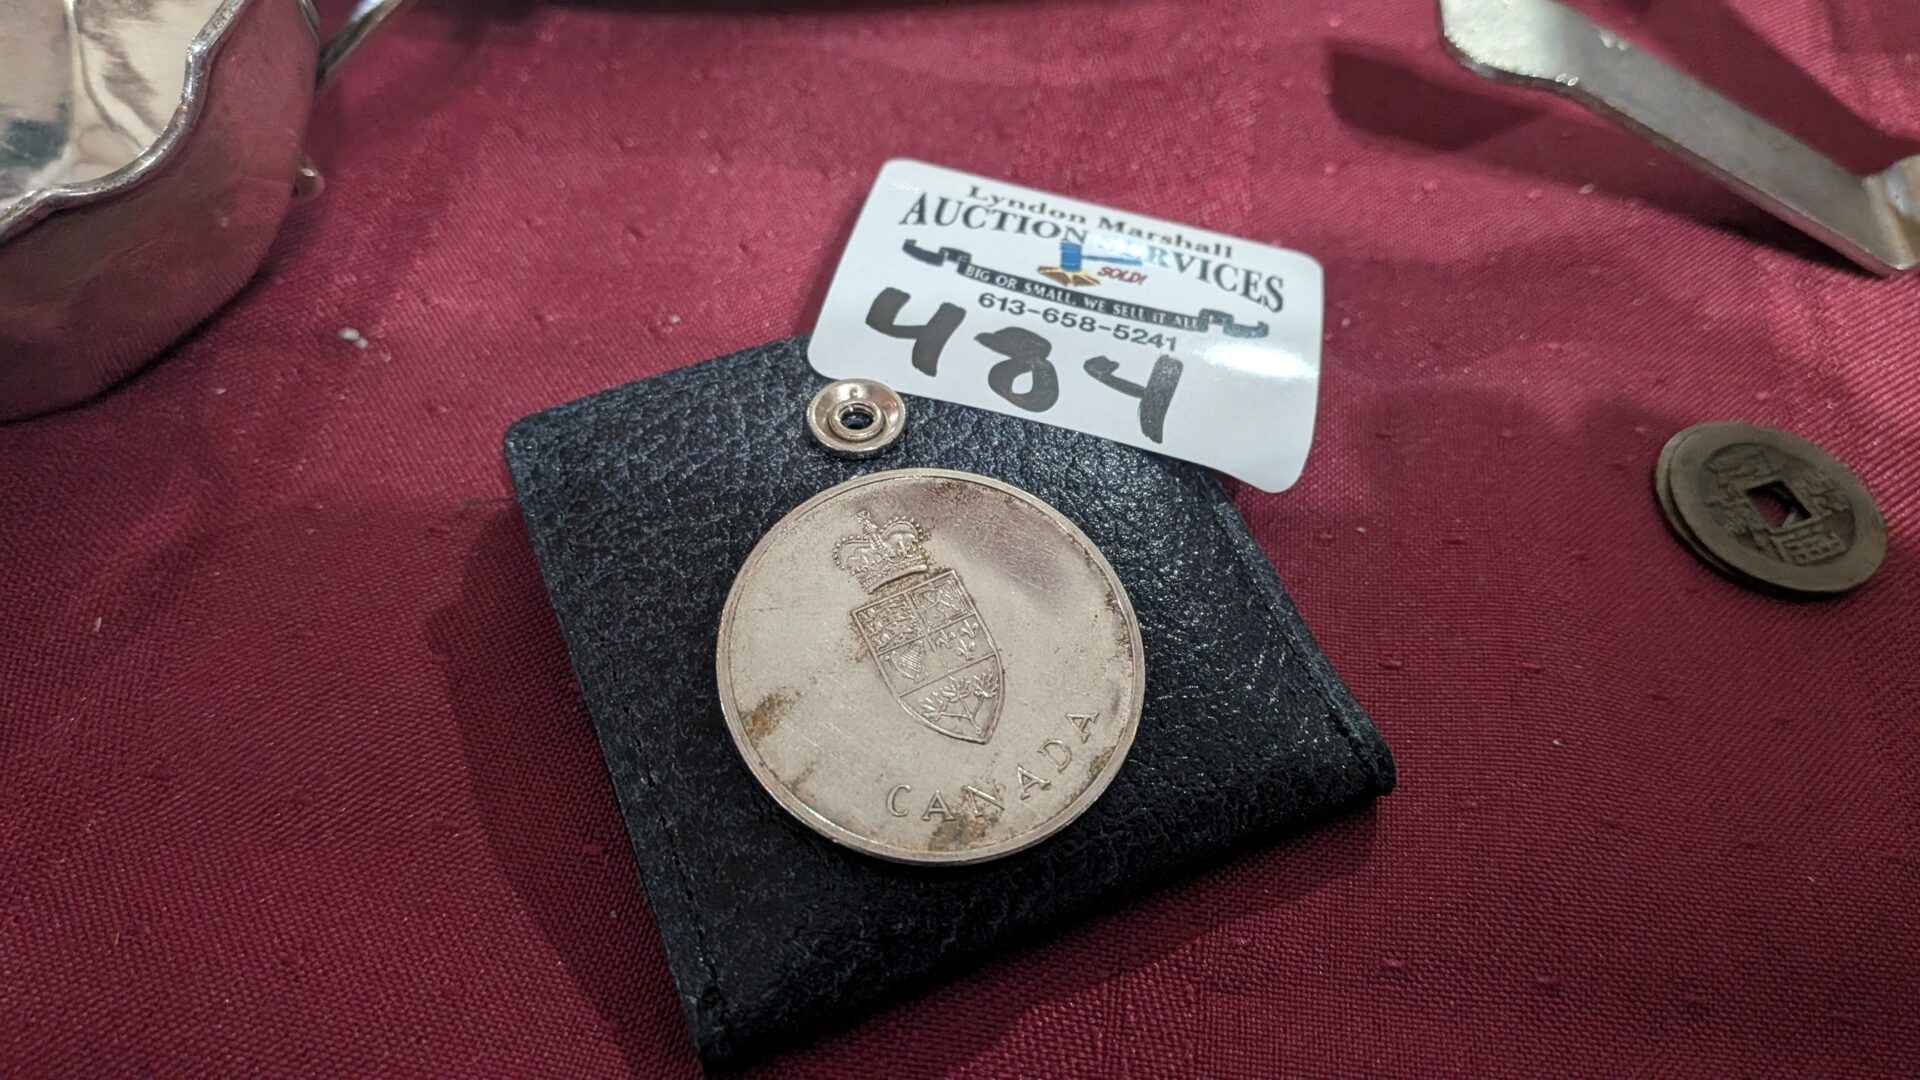 Lyndon Marshall
AUCTION SERVICES
SOLD!
BIG OR SMALL, WE SELL IT ALL
613-658-5241
484
CANADA